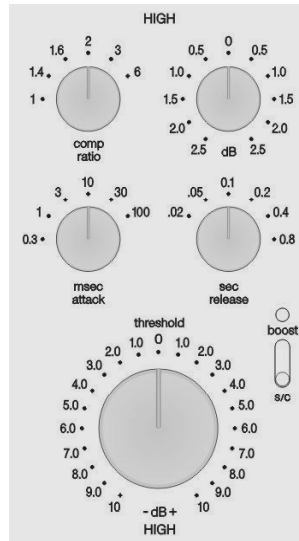 HIGH
1 1.4 1.6 2 3 6
comp
ratio
2.5 2.0 1.5 1.0 0.5 0 0.5 1.0 1.5 2.0 2.5
dB
0.3 1 3 10 30 100
msec
attack
.02 .05 0.1 0.2 0.4 0.8
sec
release
threshold
10 9.0 8.0 7.0 6.0 5.0 4.0 3.0 2.0 1.0 0 1.0 2.0 3.0 4.0 5.0 6.0 7.0 8.0 9.0 10
- dB +
HIGH
boost
s/c